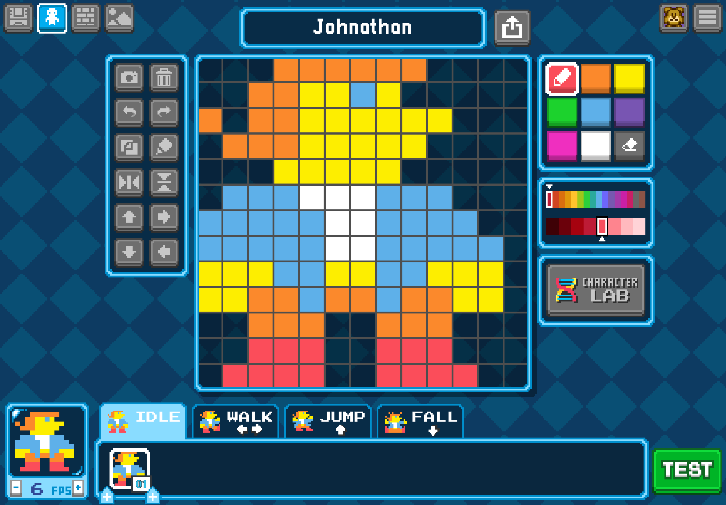 Johnathan
CHARACTER
LAB
IDLE
WALK
JUMP
FALL
- 6 FPS +
01
TEST